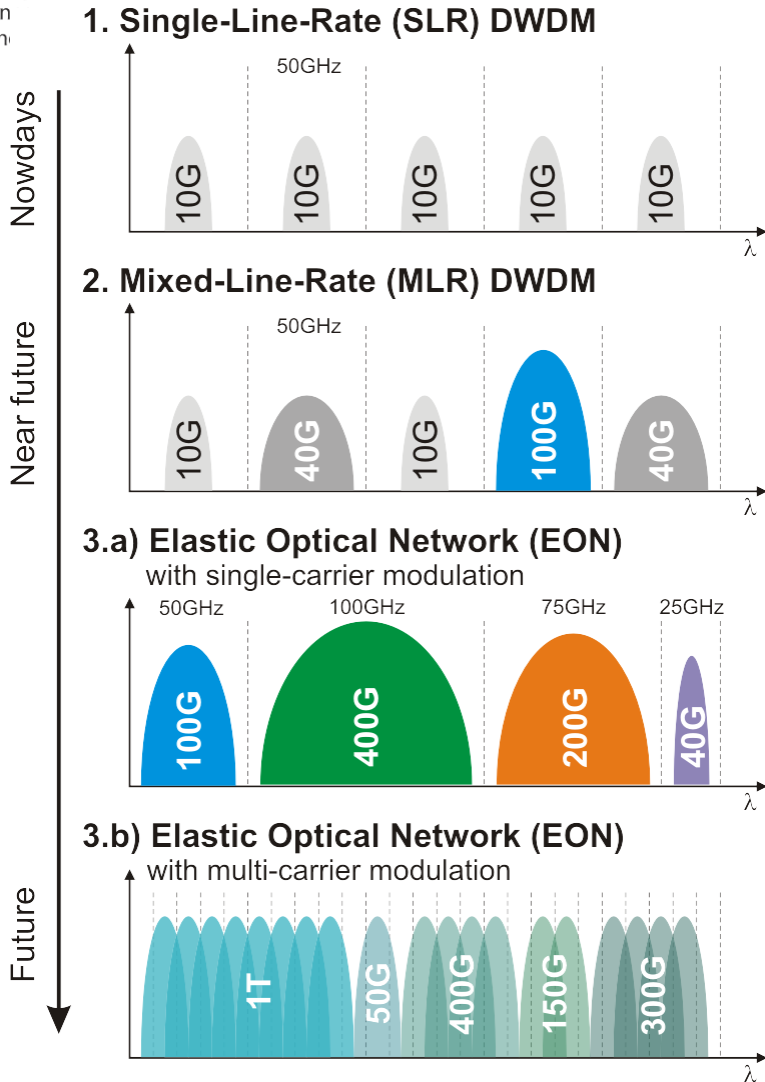 1. Single-Line-Rate (SLR) DWDM
50GHz
Nowdays
10G 10G 10G 10G 10G
λ
2. Mixed-Line-Rate (MLR) DWDM
50GHz
Near future
10G 40G 10G 100G 40G
λ
3.a) Elastic Optical Network (EON)
with single-carrier modulation
50GHz 100GHz 75GHz 25GHz
100G 400G 200G 40G
λ
3.b) Elastic Optical Network (EON)
with multi-carrier modulation
Future
1T 50G 400G 150G 300G
λ